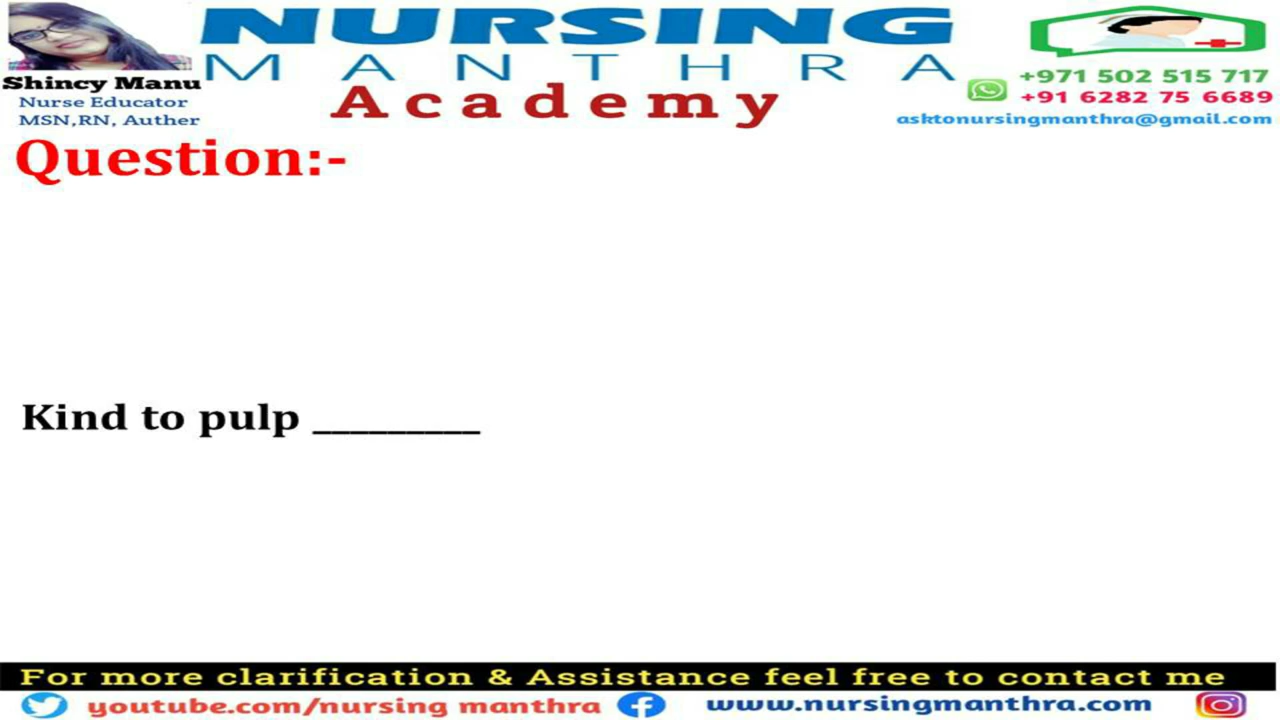 NURSING
MANTHRA
Academy
Shincy Manu
Nurse Educator
MSN,RN, Auther
+971 502 515 717
+91 6282 75 6689
asktonursingmanthra@gmail.com
Question:-
Kind to pulp _________
For more clarification & Assistance feel free to contact me
youtube.com/nursing manthra
www.nursingmanthra.com